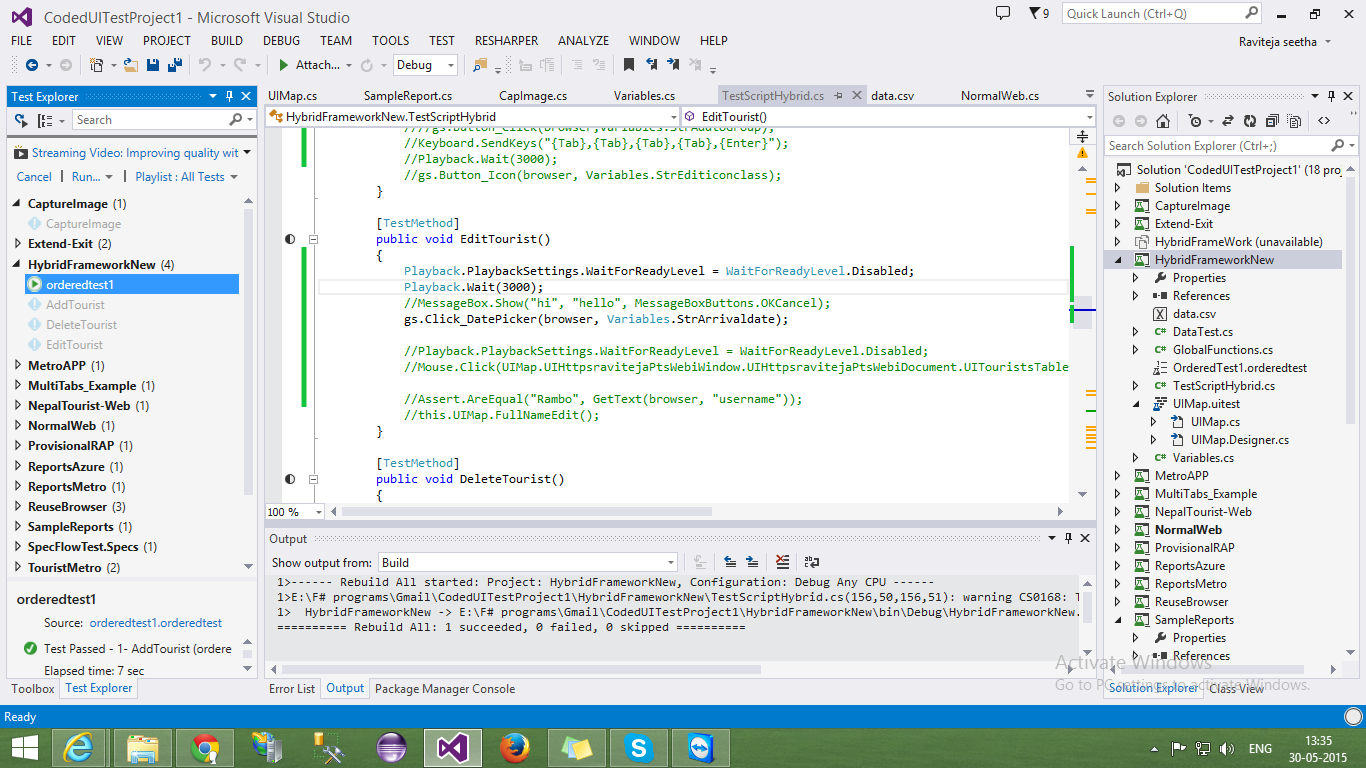 CodedUITestProject1 - Microsoft Visual Studio
9
Quick Launch (Ctrl+Q)
FILE EDIT VIEW PROJECT BUILD DEBUG TEAM TOOLS TEST RESHARPER ANALYZE WINDOW HELP
Raviteja seetha
Attach...
Debug
Test Explorer
Search
Streaming Video: Improving quality wit
Cancel | Run... | Playlist : All Tests
CaptureImage (1)
CaptureImage
Extend-Exit (2)
HybridFrameworkNew (4)
orderedtest1
AddTourist
DeleteTourist
EditTourist
MetroAPP (1)
MultiTabs_Example (1)
NepalTourist-Web (1)
NormalWeb (1)
ProvisionalRAP (1)
ReportsAzure (1)
ReportsMetro (1)
ReuseBrowser (3)
SampleReports (1)
SpecFlowTest.Specs (1)
TouristMetro (2)
orderedtest1
Source: orderedtest1.orderedtest
Test Passed - 1- AddTourist (ordere
Elapsed time: 7 sec
Toolbox Test Explorer
UIMap.cs SampleReport.cs CapImage.cs Variables.cs TestScriptHybrid.cs data.csv NormalWeb.cs
HybridFrameworkNew.TestScriptHybrid
EditTourist()
////gs.Button_Click(browser,Variables.StrAddtoGroup);
//Keyboard.SendKeys("{Tab},{Tab},{Tab},{Tab},{Enter}");
//Playback.Wait(3000);
//gs.Button_Icon(browser, Variables.StrEditiconclass);
}
[TestMethod]
public void EditTourist()
{
Playback.PlaybackSettings.WaitForReadyLevel = WaitForReadyLevel.Disabled;
Playback.Wait(3000);
//MessageBox.Show("hi", "hello", MessageBoxButtons.OKCancel);
gs.Click_DatePicker(browser, Variables.StrArrivaldate);
//Playback.PlaybackSettings.WaitForReadyLevel = WaitForReadyLevel.Disabled;
//Mouse.Click(UIMap.UIHttpsravitejaPtsWebiWindow.UIHttpsravitejaPtsWebiDocument.UITouristsTable
//Assert.AreEqual("Rambo", GetText(browser, "username"));
//this.UIMap.FullNameEdit();
}
[TestMethod]
public void DeleteTourist()
{
100 %
Output
Show output from: Build
1>------ Rebuild All started: Project: HybridFrameworkNew, Configuration: Debug Any CPU ------
1>E:\F# programs\Gmail\CodedUITestProject1\HybridFrameworkNew\TestScriptHybrid.cs(156,50,156,51): warning CS0168: T
1> HybridFrameworkNew -> E:\F# programs\Gmail\CodedUITestProject1\HybridFrameworkNew\bin\Debug\HybridFrameworkNew.
========== Rebuild All: 1 succeeded, 0 failed, 0 skipped ==========
Error List Output Package Manager Console
Solution Explorer
Search Solution Explorer (Ctrl+;)
Solution 'CodedUITestProject1' (18 proj
Solution Items
CaptureImage
Extend-Exit
HybridFrameWork (unavailable)
HybridFrameworkNew
Properties
References
data.csv
DataTest.cs
GlobalFunctions.cs
OrderedTest1.orderedtest
TestScriptHybrid.cs
UIMap.uitest
UIMap.cs
UIMap.Designer.cs
Variables.cs
MetroAPP
MultiTabs_Example
NepalTourist-Web
NormalWeb
ProvisionalRAP
ReportsAzure
ReportsMetro
ReuseBrowser
SampleReports
Properties
References
Activate Windows
Go to PC settings to activate Windows.
Solution Explorer Class View
Ready
ENG
13:35
30-05-2015